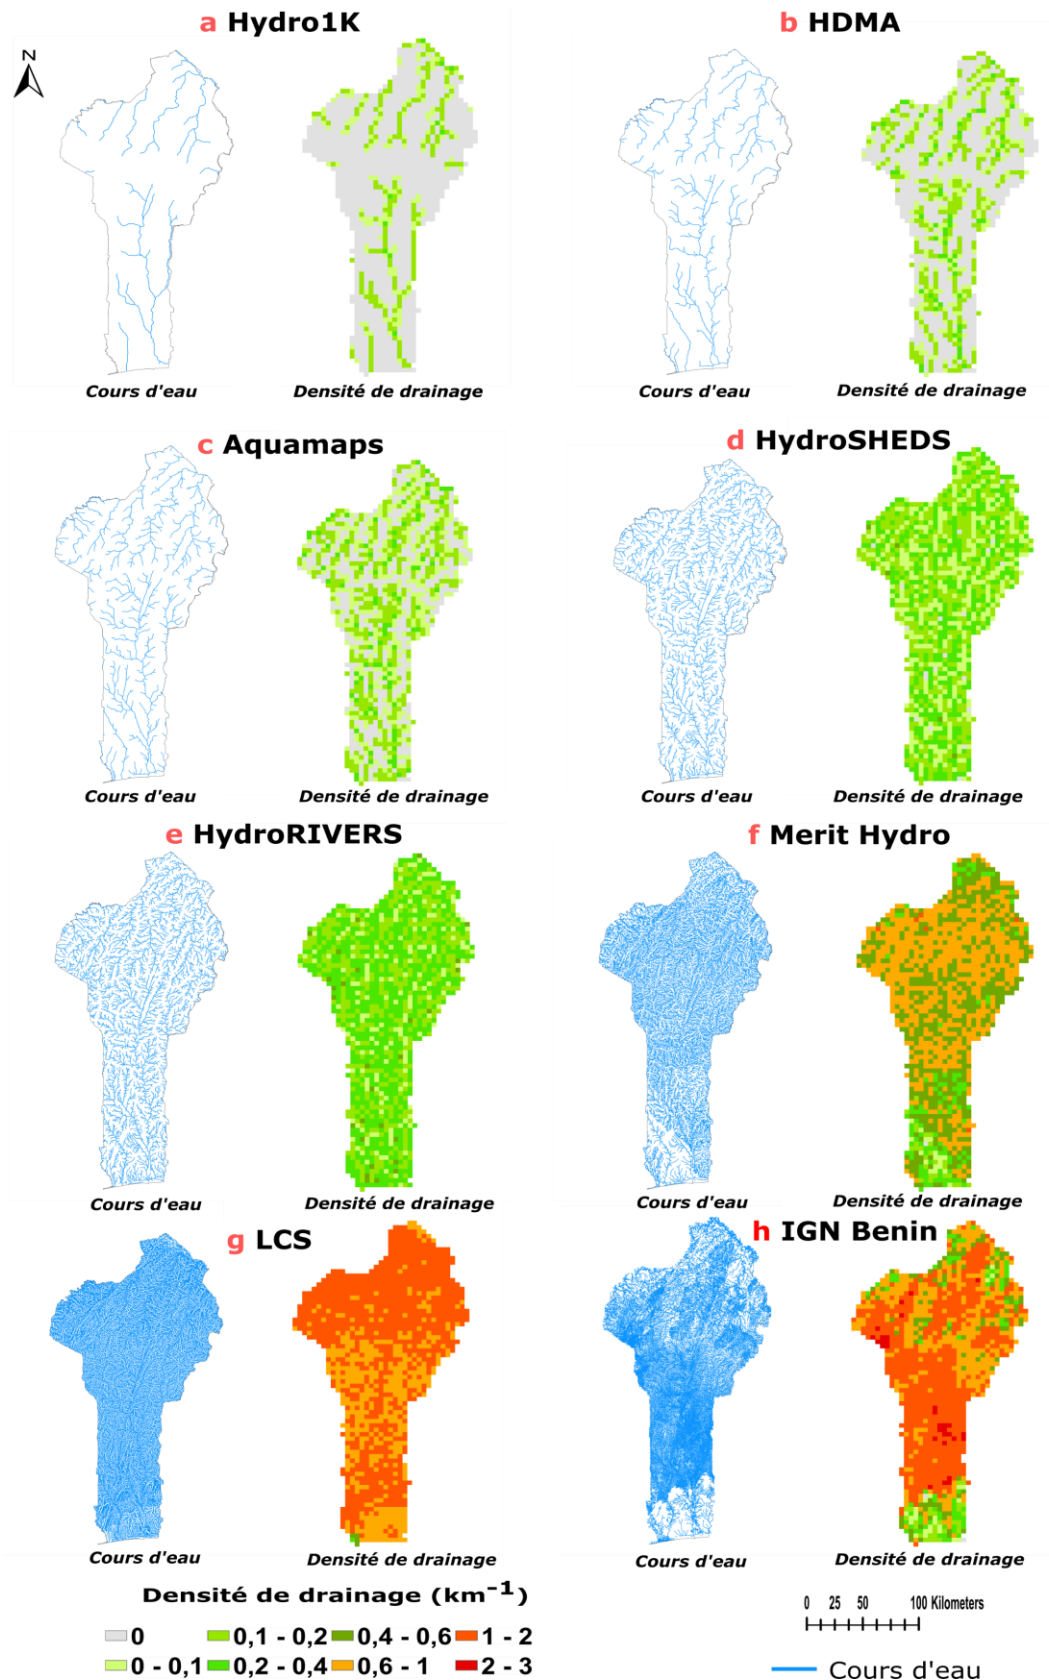 a Hydro1K
b HDMA
N
Cours d'eau
Densité de drainage
Cours d'eau
Densité de drainage
c Aquamaps
d HydroSHEDS
Cours d'eau
Densité de drainage
Cours d'eau
Densité de drainage
e HydroRIVERS
f Merit Hydro
Cours d'eau
Densité de drainage
Cours d'eau
Densité de drainage
g LCS
h IGN Benin
Cours d'eau
Densité de drainage
Cours d'eau
Densité de drainage
Densité de drainage (km⁻¹)
0 0,1 - 0,2 0,4 - 0,6 1 - 2
0 - 0,1 0,2 - 0,4 0,6 - 1 2 - 3
0 25 50 100 Kilometers
Cours d'eau